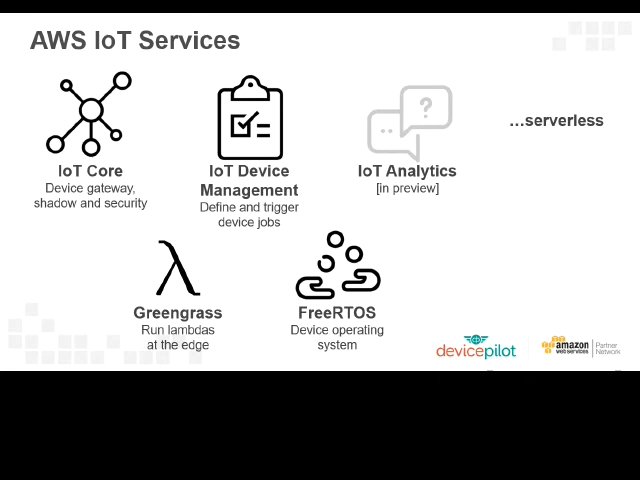 AWS IoT Services
IoT Core
Device gateway,
shadow and security
IoT Device
Management
Define and trigger
device jobs
?
IoT Analytics
[in preview]
...serverless
Greengrass
Run lambdas
at the edge
FreeRTOS
Device operating
system
devicepilot
amazon
web services
Partner
Network